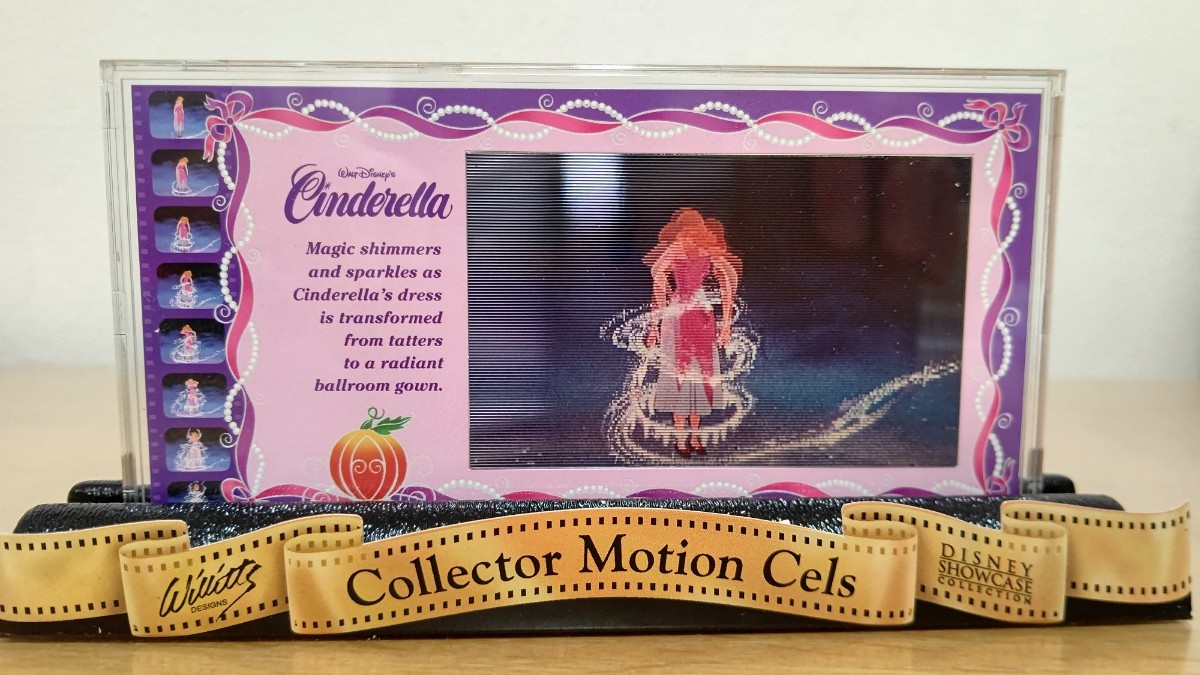 Walt Disney's
Cinderella
Magic shimmers
and sparkles as
Cinderella's dress
is transformed
from tatters
to a radiant
ballroom gown.
Willitts
DESIGNS
Collector Motion Cels
DISNEY
SHOWCASE
COLLECTION